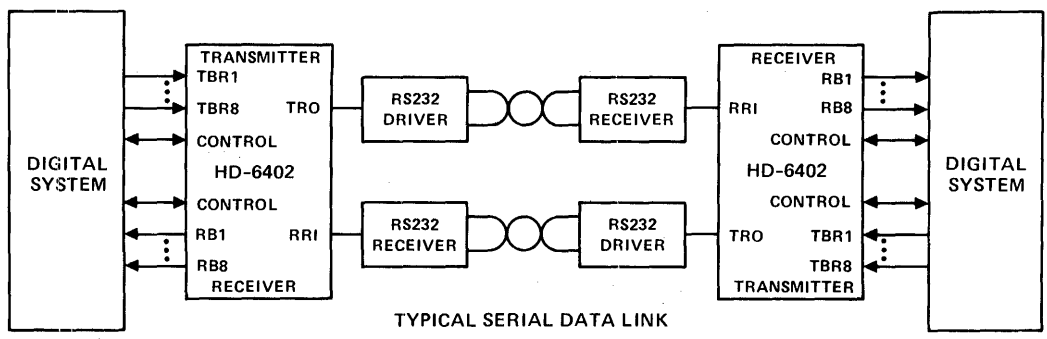 DIGITAL
SYSTEM
TRANSMITTER
TBR1
TBR8
TRO
CONTROL
HD-6402
CONTROL
RB1
RRI
RB8
RECEIVER
RS232
DRIVER
RS232
RECEIVER
RS232
RECEIVER
RS232
DRIVER
RECEIVER
RB1
RRI
RB8
CONTROL
HD-6402
CONTROL
TRO
TBR1
TBR8
TRANSMITTER
DIGITAL
SYSTEM
TYPICAL SERIAL DATA LINK